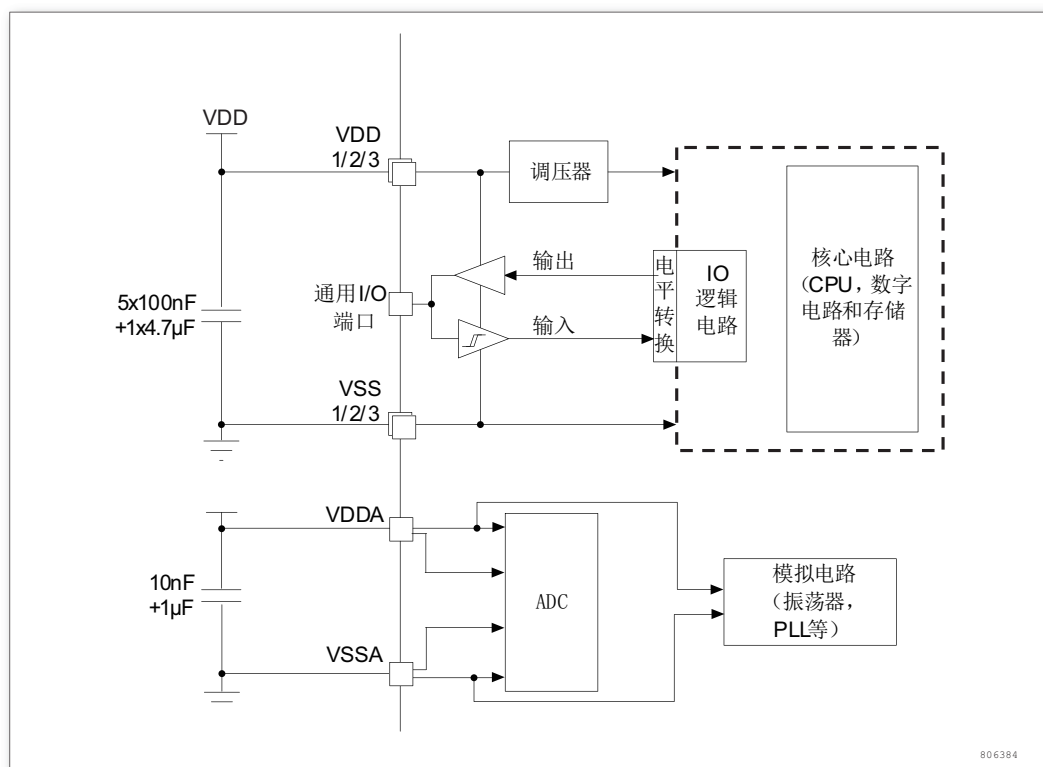 VDD
VDD
1/2/3
调压器
核心电路
（CPU，数字
电路和存储
器）
5x100nF
+1x4.7µF
通用I/O
端口
输出
输入
电
平
转
换
IO
逻辑
电路
VSS
1/2/3
VDDA
10nF
+1µF
ADC
模拟电路
（振荡器，
PLL等）
VSSA
806384